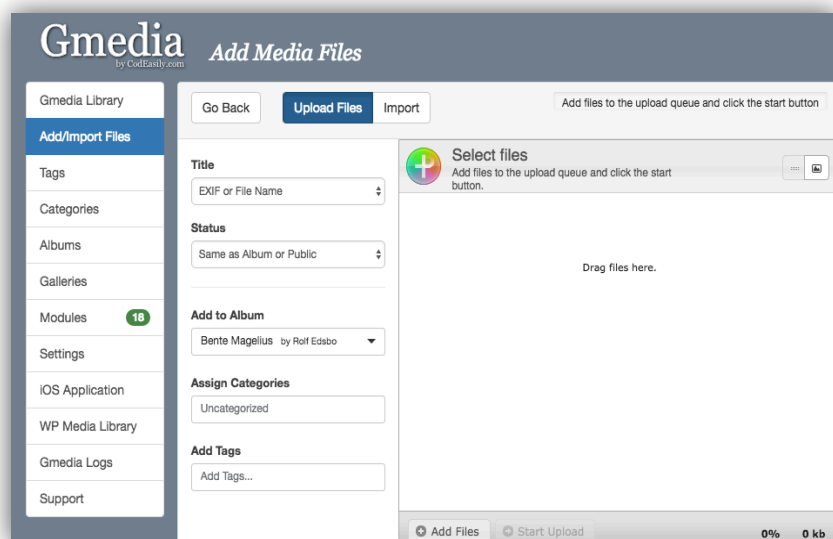 Gmedia
by CodEasily.com
Add Media Files
Gmedia Library
Add/Import Files
Tags
Categories
Albums
Galleries
Modules 18
Settings
iOS Application
WP Media Library
Gmedia Logs
Support
Go Back Upload Files Import
Add files to the upload queue and click the start button
Title
EXIF or File Name
Status
Same as Album or Public
Add to Album
Bente Magelius by Rolf Edsbo
Assign Categories
Uncategorized
Add Tags
Add Tags...
Select files
Add files to the upload queue and click the start
button.
Drag files here.
Add Files Start Upload 0% 0 kb